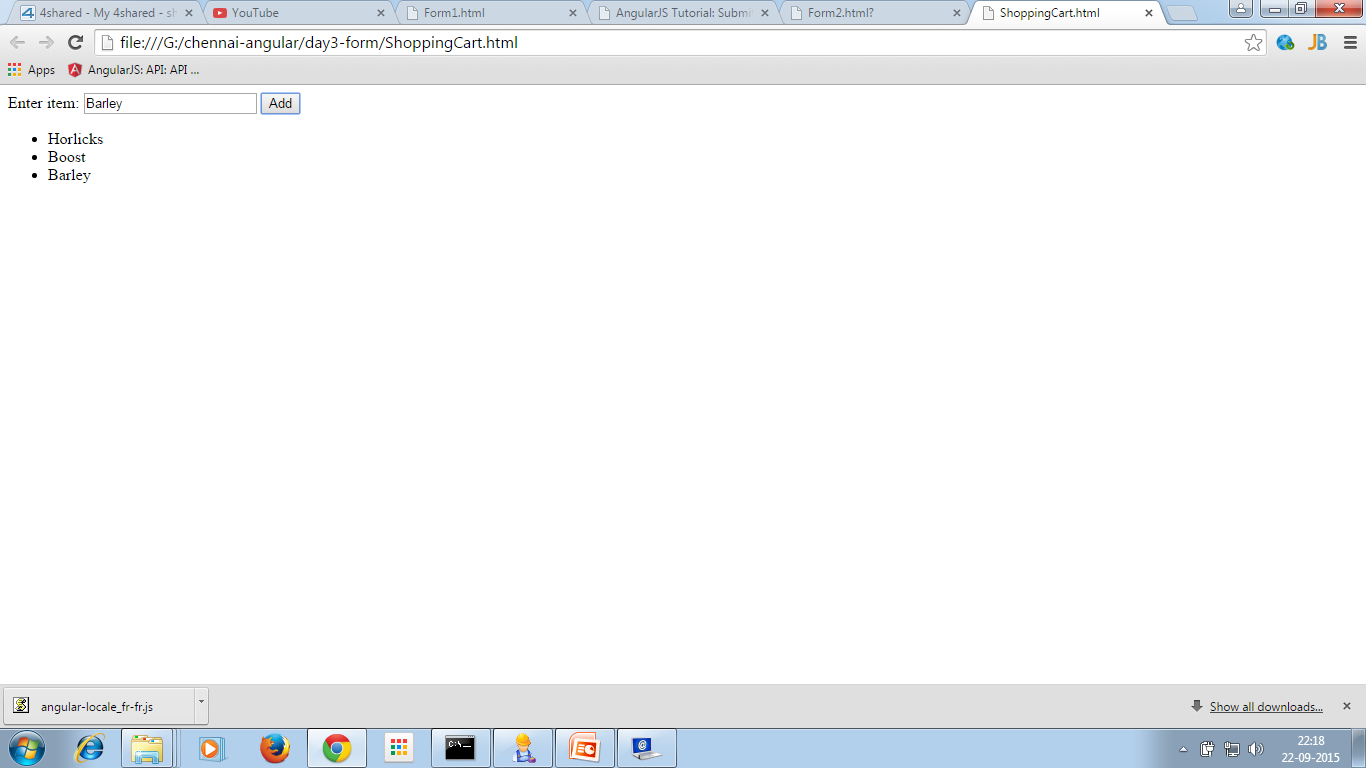 4shared - My 4shared - sh
YouTube
Form1.html
AngularJS Tutorial: Submi
Form2.html?
ShoppingCart.html
file:///G:/chennai-angular/day3-form/ShoppingCart.html
JB
Apps
AngularJS: API: API ...
Enter item: Barley Add
Horlicks
Boost
Barley
angular-locale_fr-fr.js
Show all downloads...
22:18
22-09-2015